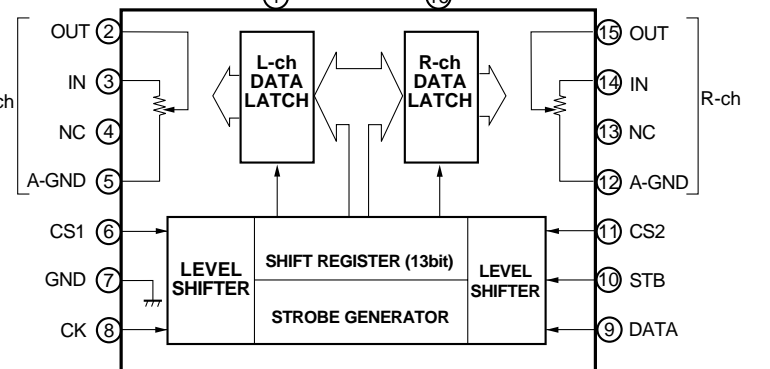 OUT 2
IN 3
NC 4
A-GND 5
CS1 6
GND 7
CK 8
L-ch
DATA
LATCH
R-ch
DATA
LATCH
LEVEL
SHIFTER
SHIFT REGISTER (13bit)
STROBE GENERATOR
LEVEL
SHIFTER
15 OUT
14 IN
13 NC
12 A-GND
11 CS2
10 STB
9 DATA
R-ch